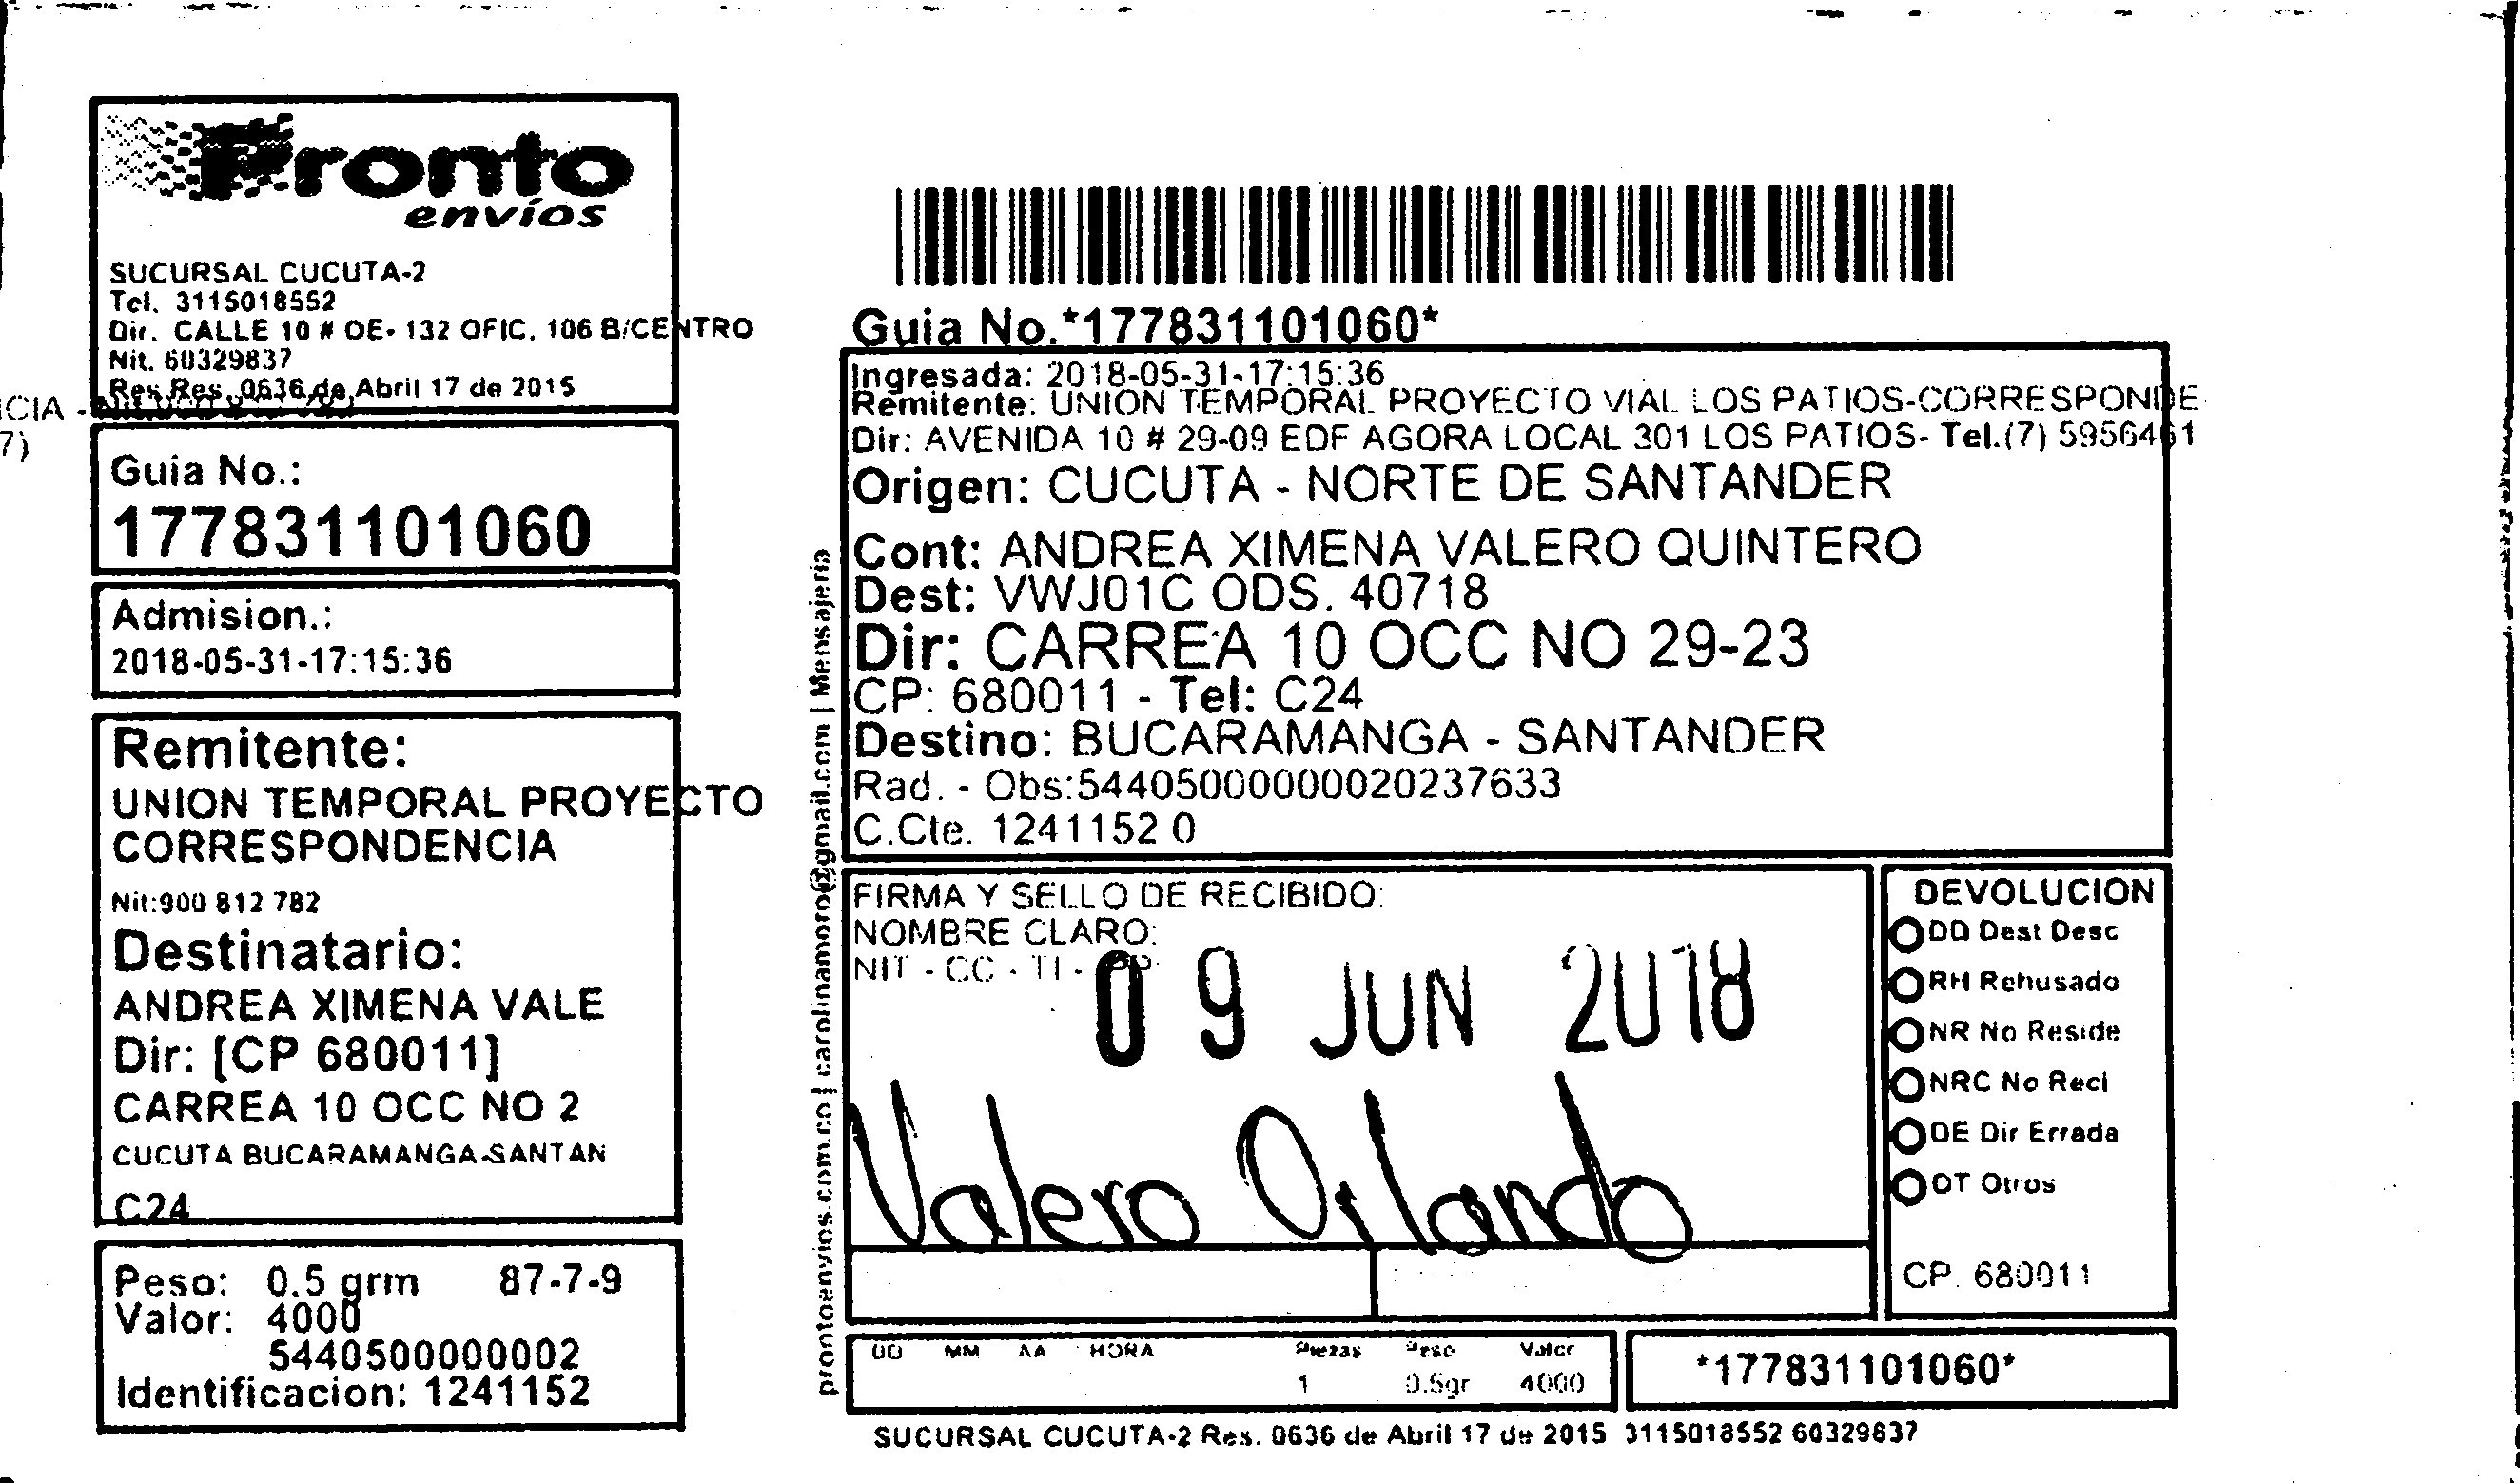 Pronto
envíos
SUCURSAL CUCUTA-2
Tel. 3115018552
Dir. CALLE 10 # OE- 132 OFIC. 106 B/CENTRO
Nit. 60329837
Res Res. 0636 de Abril 17 de 2015
CIA -
7)
Guia No.:
177831101060
Admision.:
2018-05-31-17:15:36
Remitente:
UNION TEMPORAL PROYECTO
CORRESPONDENCIA
Nit:900 812 782
Destinatario:
ANDREA XIMENA VALE
Dir: [CP 680011]
CARREA 10 OCC NO 2
CUCUTA BUCARAMANGA-SANTAN
C24
Peso: 0.5 grm 87-7-9
Valor: 4000
5440500000002
Identificacion: 1241152
prontoenvios.com.co | carolinamoro@gmail.com | Mensajeria
Guia No.*177831101060*
Ingresada: 2018-05-31-17:15:36
Remitente: UNION TEMPORAL PROYECTO VIAL LOS PATIOS-CORRESPONDE
Dir: AVENIDA 10 # 29-09 EDF AGORA LOCAL 301 LOS PATIOS- Tel.(7) 5956461
Origen: CUCUTA - NORTE DE SANTANDER
Cont: ANDREA XIMENA VALERO QUINTERO
Dest: VWJ01C ODS. 40718
Dir: CARREA 10 OCC NO 29-23
CP: 680011 - Tel: C24
Destino: BUCARAMANGA - SANTANDER
Rad. - Obs:54405000000020237633
C.Cte. 1241152 0
FIRMA Y SELLO DE RECIBIDO:
NOMBRE CLARO:
NIT - CC - TI -
09 JUN 2018
Valero Orlando
DEVOLUCION
DD Dest Desc
RH Rehusado
NR No Reside
NRC No Reci
DE Dir Errada
OT Otros
CP. 680011
DD MM AA HORA Piezas Peso Valor
1 0.5gr 4000
*177831101060*
SUCURSAL CUCUTA-2 Res. 0636 de Abril 17 de 2015 3115018552 60329837